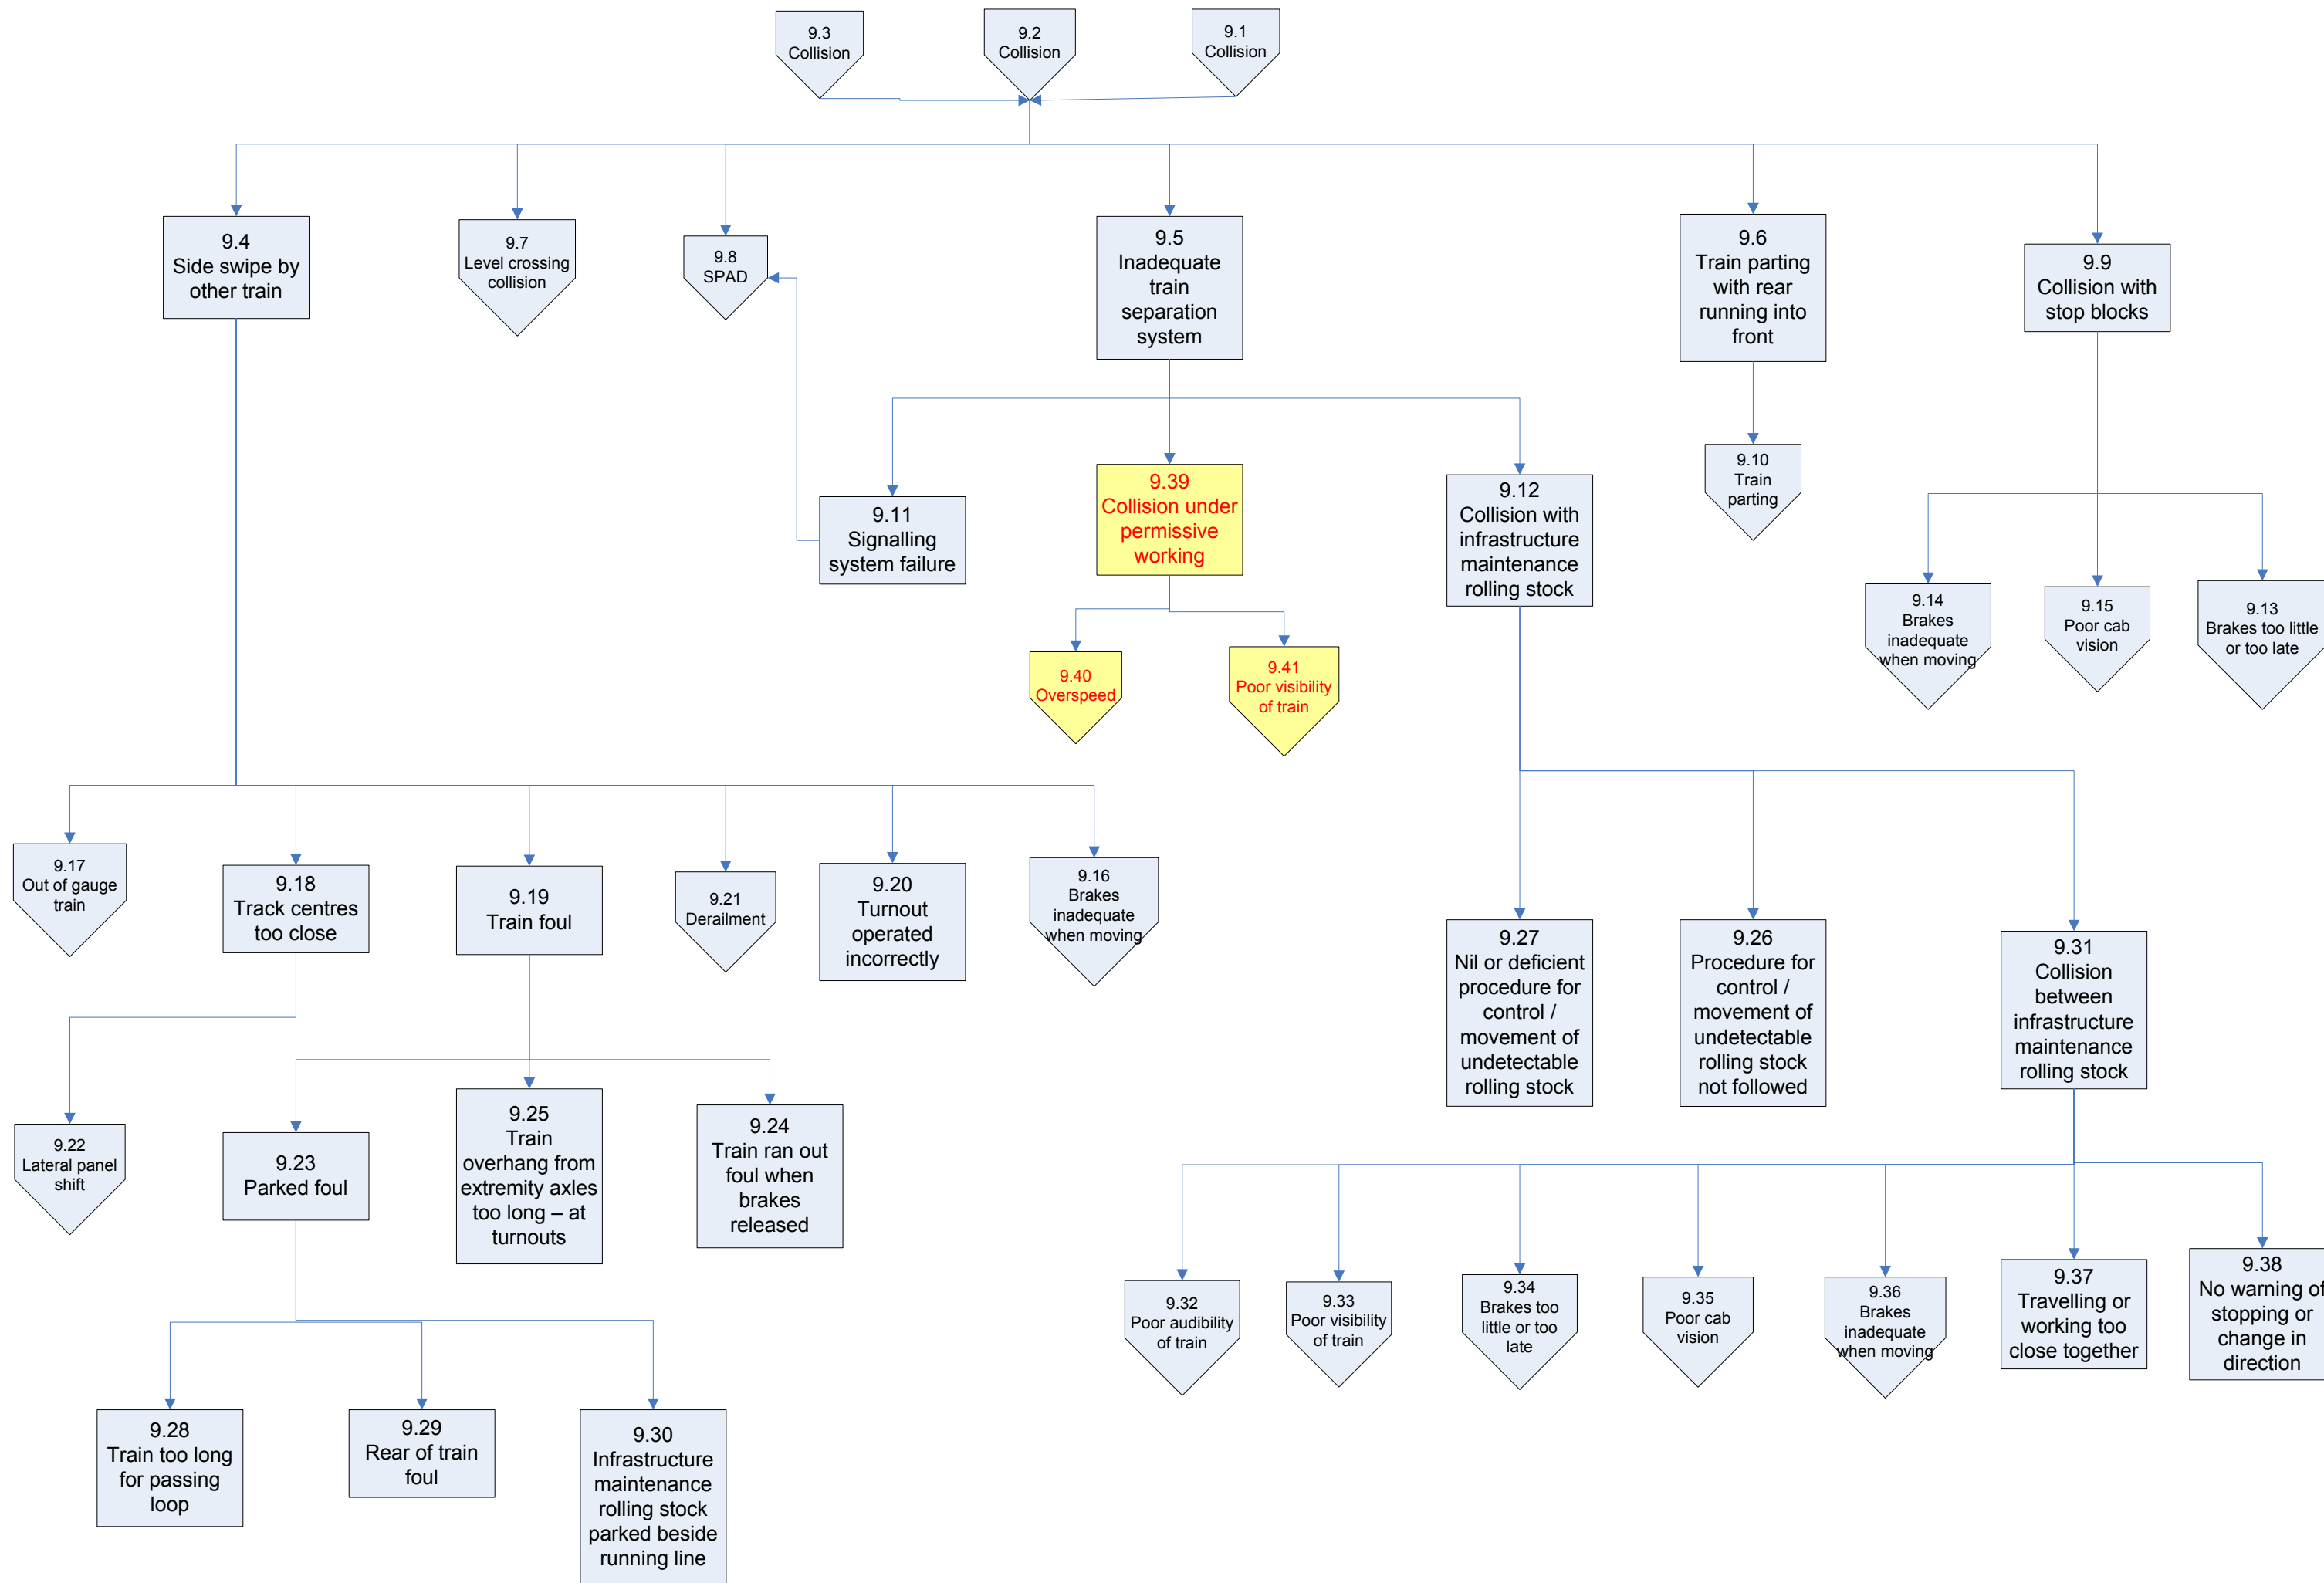 9.3
Collision
9.2
Collision
9.1
Collision
9.4
Side swipe by
other train
9.7
Level crossing
collision
9.8
SPAD
9.5
Inadequate
train
separation
system
9.6
Train parting
with rear
running into
front
9.9
Collision with
stop blocks
9.10
Train
parting
9.11
Signalling
system failure
9.39
Collision under
permissive
working
9.12
Collision with
infrastructure
maintenance
rolling stock
9.14
Brakes
inadequate
when moving
9.15
Poor cab
vision
9.13
Brakes too little
or too late
9.40
Overspeed
9.41
Poor visibility
of train
9.17
Out of gauge
train
9.18
Track centres
too close
9.19
Train foul
9.21
Derailment
9.20
Turnout
operated
incorrectly
9.16
Brakes
inadequate
when moving
9.27
Nil or deficient
procedure for
control /
movement of
undetectable
rolling stock
9.26
Procedure for
control /
movement of
undetectable
rolling stock
not followed
9.31
Collision
between
infrastructure
maintenance
rolling stock
9.22
Lateral panel
shift
9.23
Parked foul
9.25
Train
overhang from
extremity axles
too long – at
turnouts
9.24
Train ran out
foul when
brakes
released
9.32
Poor audibility
of train
9.33
Poor visibility
of train
9.34
Brakes too
little or too
late
9.35
Poor cab
vision
9.36
Brakes
inadequate
when moving
9.37
Travelling or
working too
close together
9.38
No warning of
stopping or
change in
direction
9.28
Train too long
for passing
loop
9.29
Rear of train
foul
9.30
Infrastructure
maintenance
rolling stock
parked beside
running line